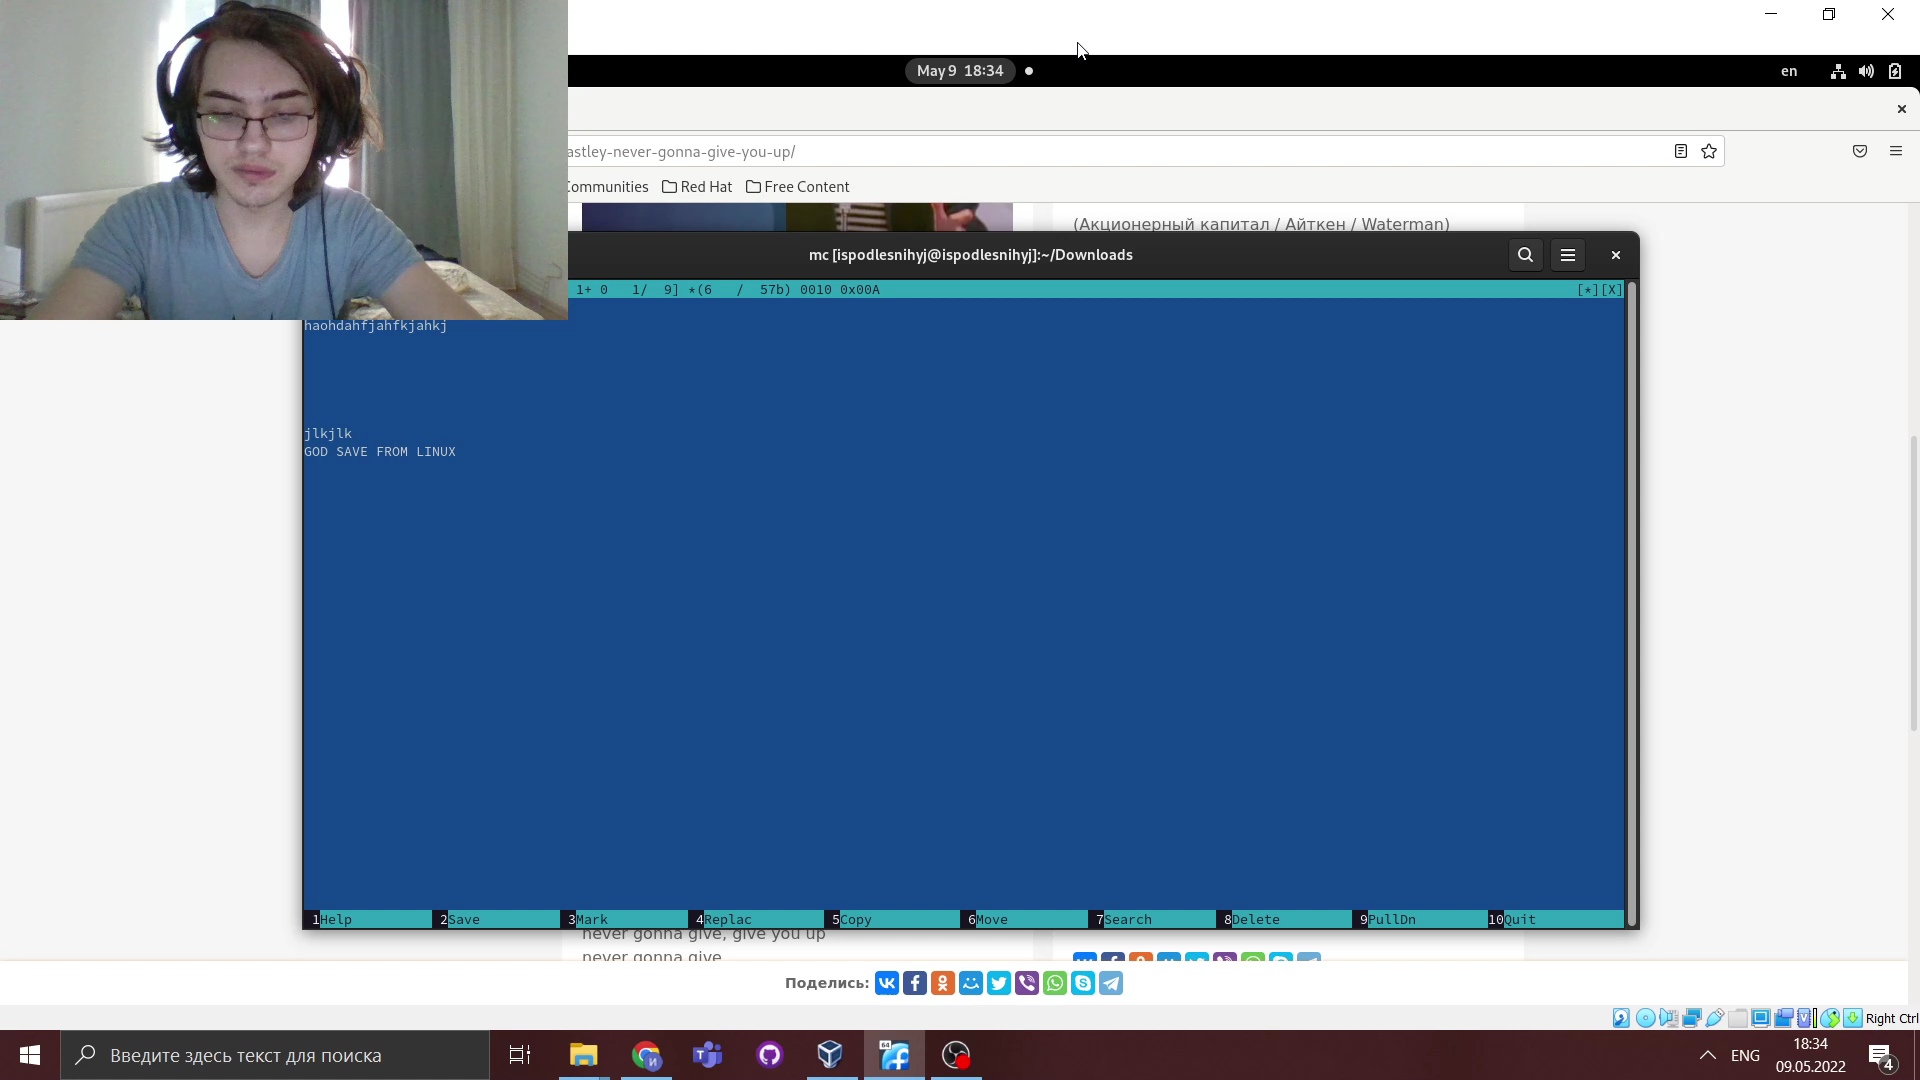 May 9 18:34
en
astley-never-gonna-give-you-up/
Communities
Red Hat
Free Content
(Акционерный капитал / Айткен / Waterman)
mc [ispodlesnihyj@ispodlesnihyj]:~/Downloads
1+ 0 1/ 9] *(6 / 57b) 0010 0x00A
[*][X]
haohdahfjahfkjahkj
jlkjlk
GOD SAVE FROM LINUX
1Help 2Save 3Mark 4Replac 5Copy 6Move 7Search 8Delete 9PullDn 10Quit
never gonna give, give you up
never gonna give
Поделись:
Right Ctrl
Введите здесь текст для поиска
ENG
18:34
09.05.2022
4